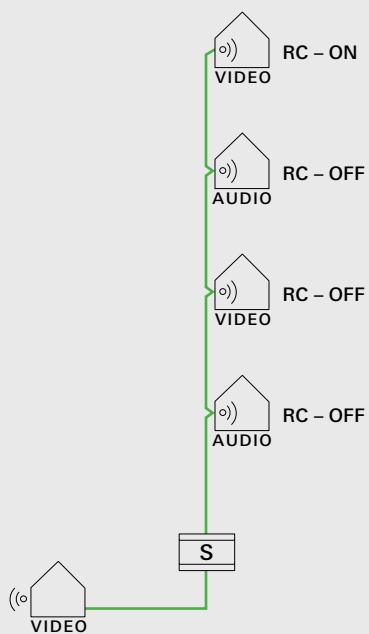 RC – ON
VIDEO
RC – OFF
AUDIO
RC – OFF
VIDEO
RC – OFF
AUDIO
S
VIDEO